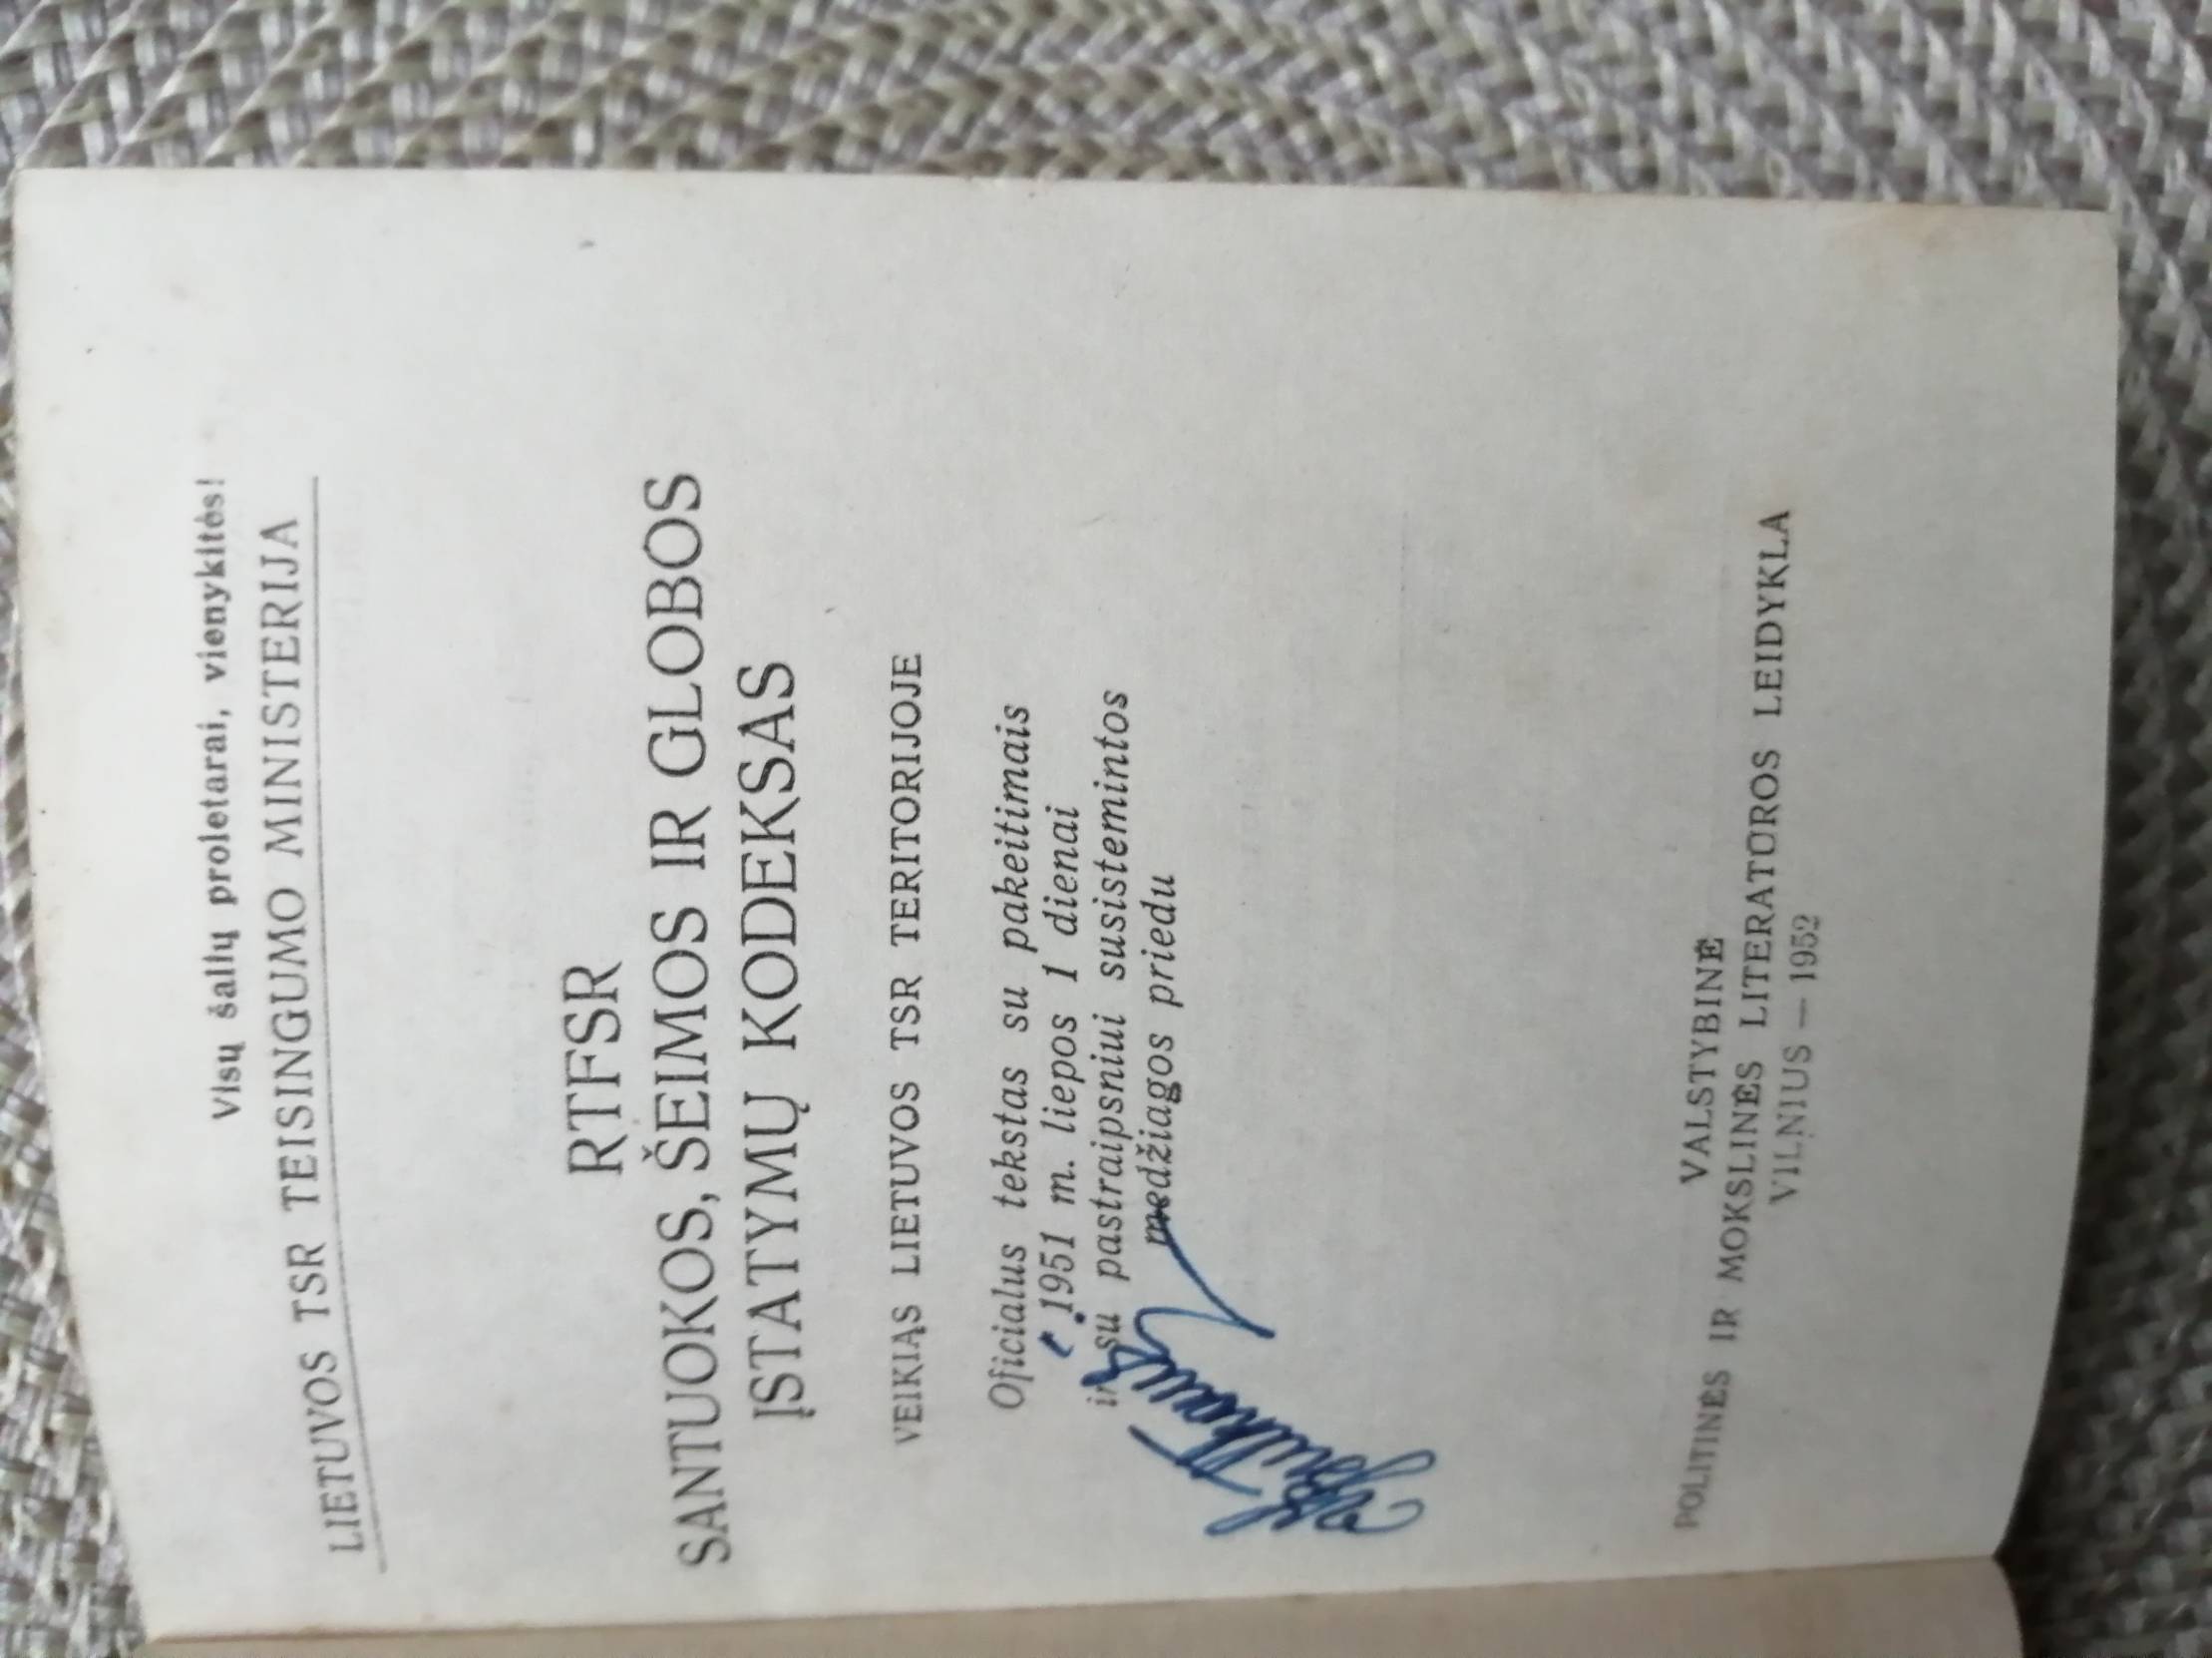 Visų šalių proletarai, vienykitės!
LIETUVOS TSR TEISINGUMO MINISTERIJA
RTFSR
SANTUOKOS, ŠEIMOS IR GLOBOS
ĮSTATYMŲ KODEKSAS
VEIKIĄS LIETUVOS TSR TERITORIJOJE
Oficialus tekstas su pakeitimais
1951 m. liepos 1 dienai
ir su pastraipsniui susistemintos
medžiagos priedu
VALSTYBINĖ
POLITINĖS IR MOKSLINĖS LITERATŪROS LEIDYKLA
VILNIUS — 1952